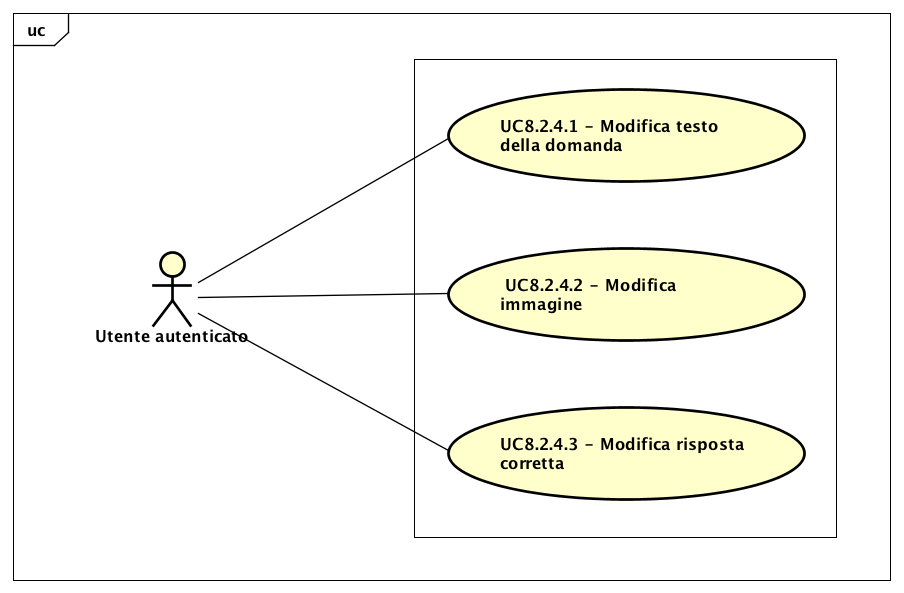 uc
UC8.2.4.1 - Modifica testo
della domanda
UC8.2.4.2 - Modifica
immagine
Utente autenticato
UC8.2.4.3 - Modifica risposta
corretta